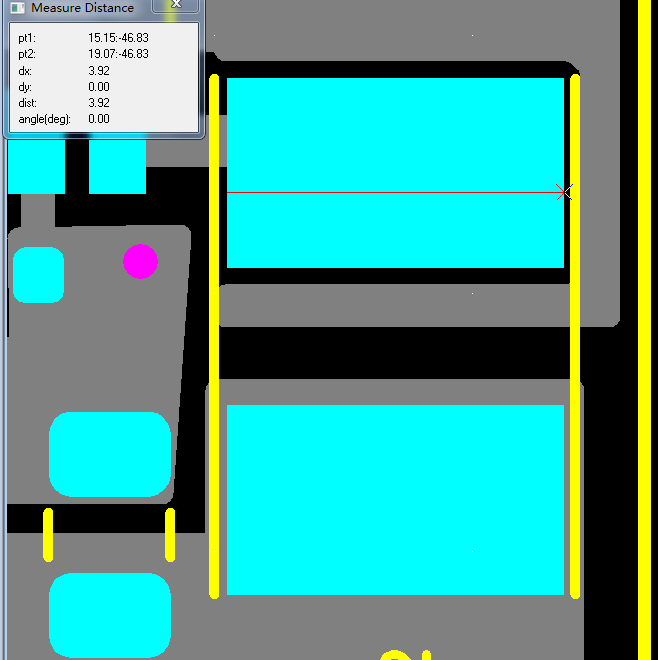 Measure Distance
pt1: 15.15:-46.83
pt2: 19.07:-46.83
dx: 3.92
dy: 0.00
dist: 3.92
angle(deg): 0.00